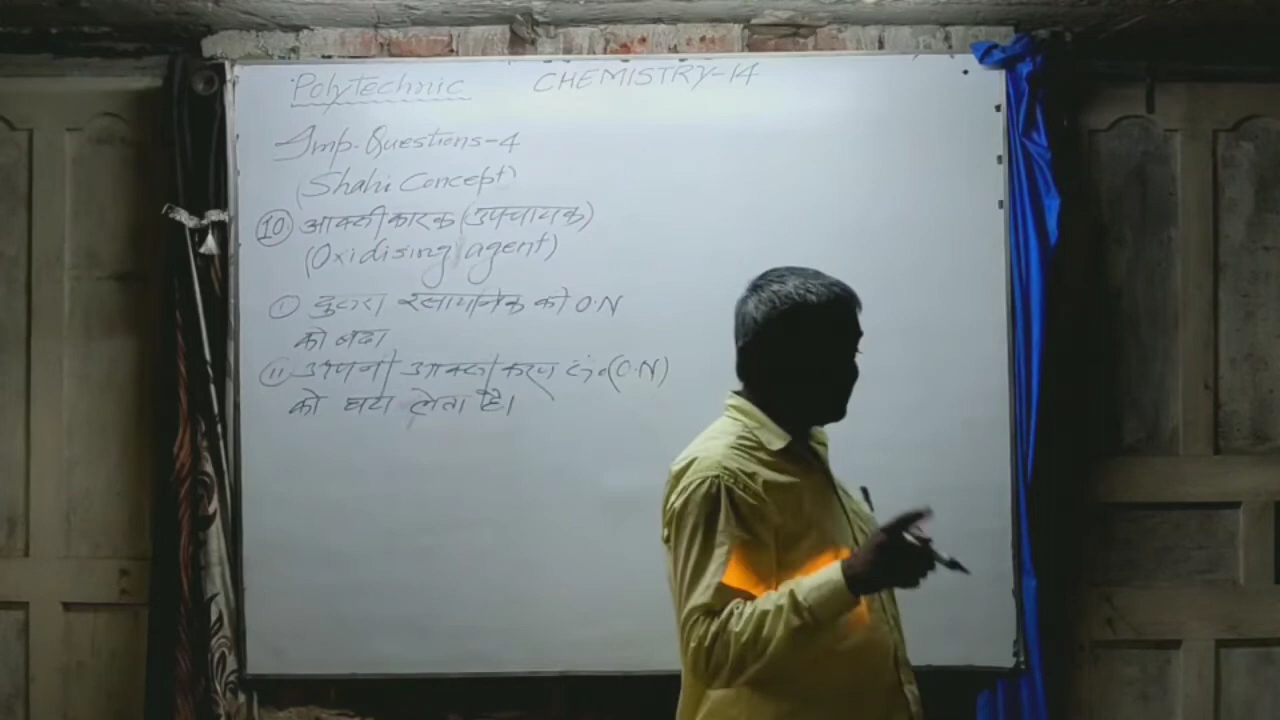 Polytechnic CHEMISTRY-14
Imp. Questions-4
(Shahi Concept)
10. आक्सीकारक (उपचायक)
(Oxidising agent)
(i) दुसरा रसायनिक को O.N
को बढा
(ii) अपना आक्सीकरण सं० (O.N)
को घटा लेता है।